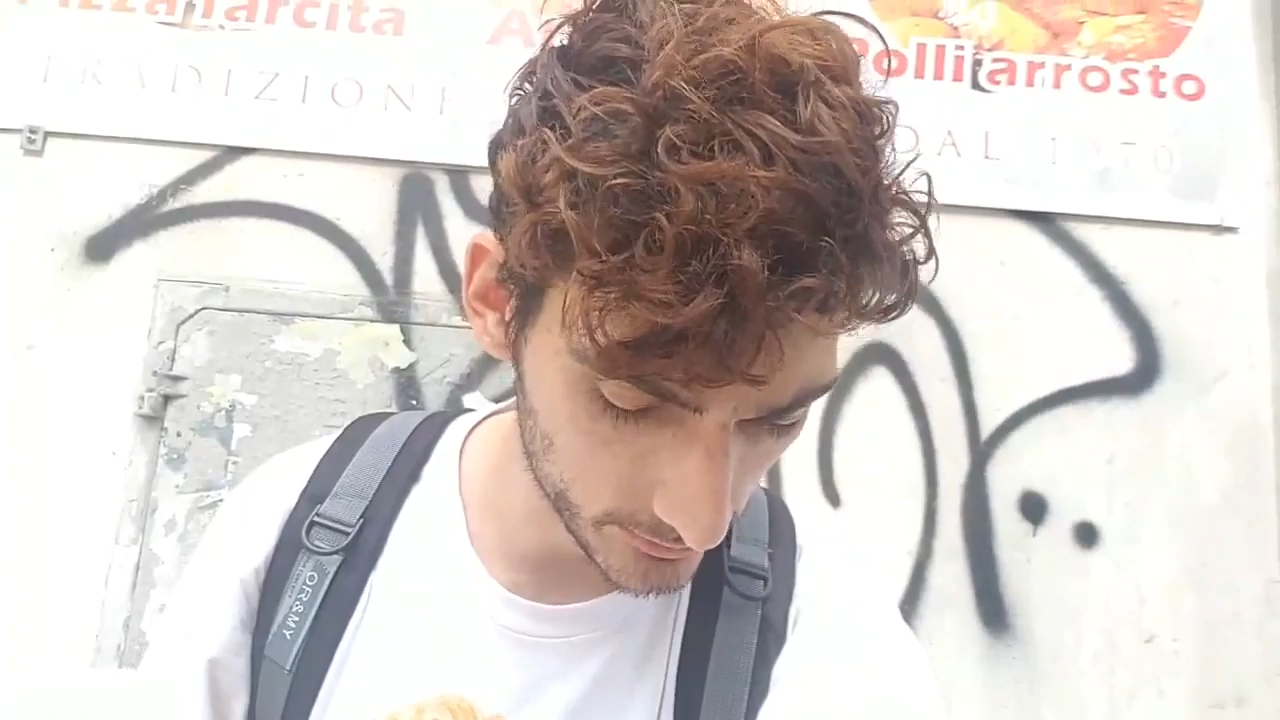 Pizza farcita
Polli arrosto
TRADIZIONE
DAL 1970
OR&MY